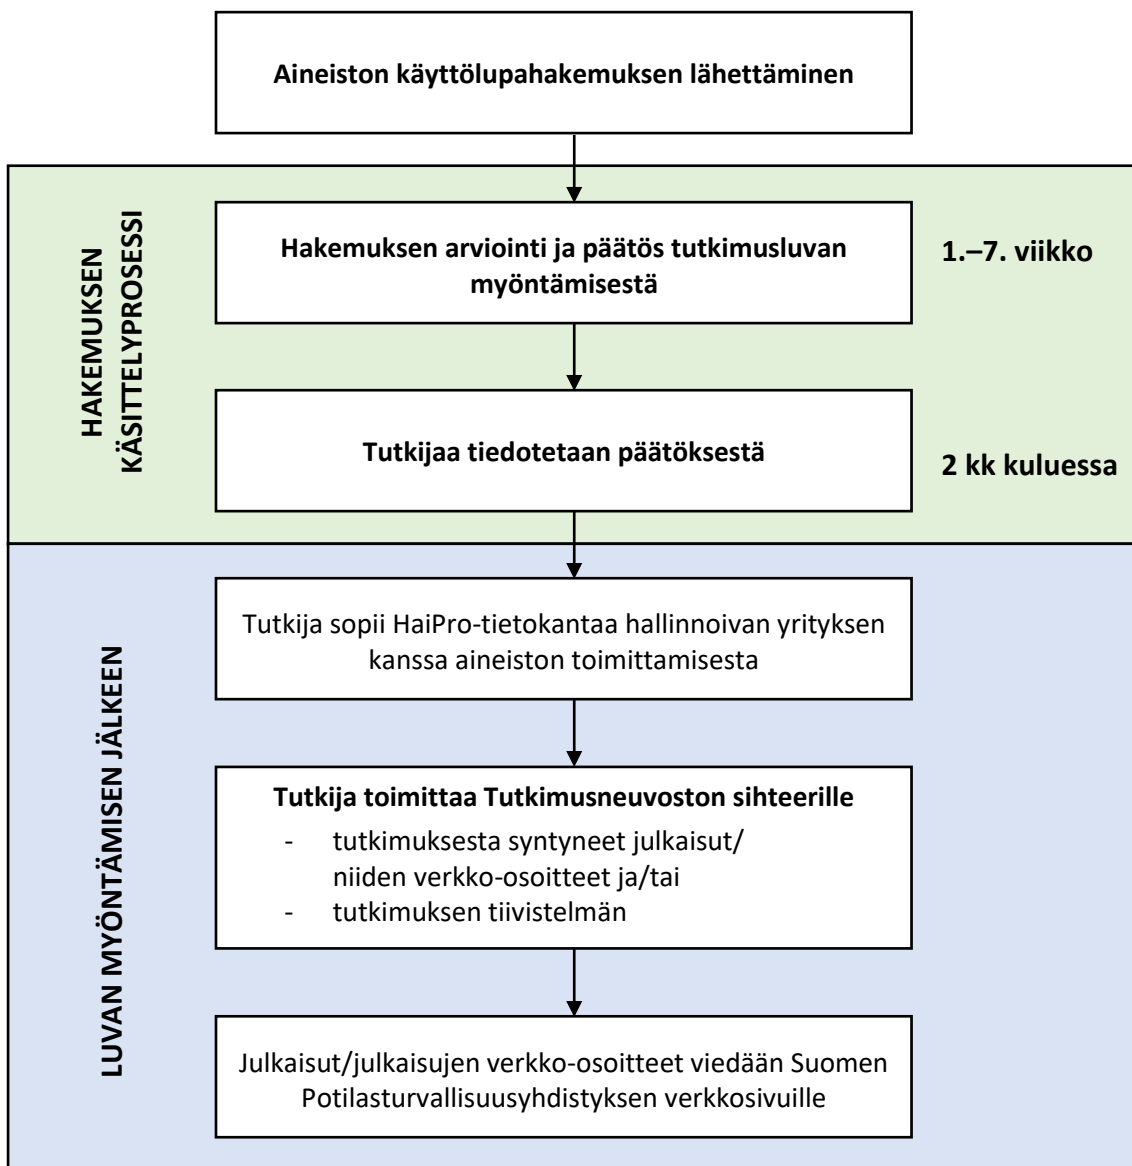 Aineiston käyttölupahakemuksen lähettäminen
HAKEMUKSEN
KÄSITTELYPROSESSI
Hakemuksen arviointi ja päätös tutkimusluvan
myöntämisestä
1.–7. viikko
Tutkijaa tiedotetaan päätöksestä
2 kk kuluessa
LUVAN MYÖNTÄMISEN JÄLKEEN
Tutkija sopii HaiPro-tietokantaa hallinnoivan yrityksen
kanssa aineiston toimittamisesta
Tutkija toimittaa Tutkimusneuvoston sihteerille
- tutkimuksesta syntyneet julkaisut/
niiden verkko-osoitteet ja/tai
- tutkimuksen tiivistelmän
Julkaisut/julkaisujen verkko-osoitteet viedään Suomen
Potilasturvallisuusyhdistyksen verkkosivuille